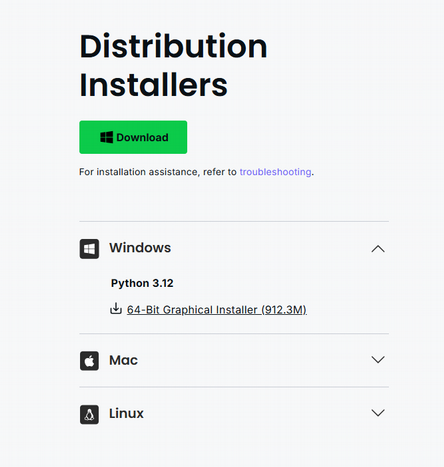 Distribution
Installers
Download
For installation assistance, refer to troubleshooting.
Windows
Python 3.12
64-Bit Graphical Installer (912.3M)
Mac
Linux